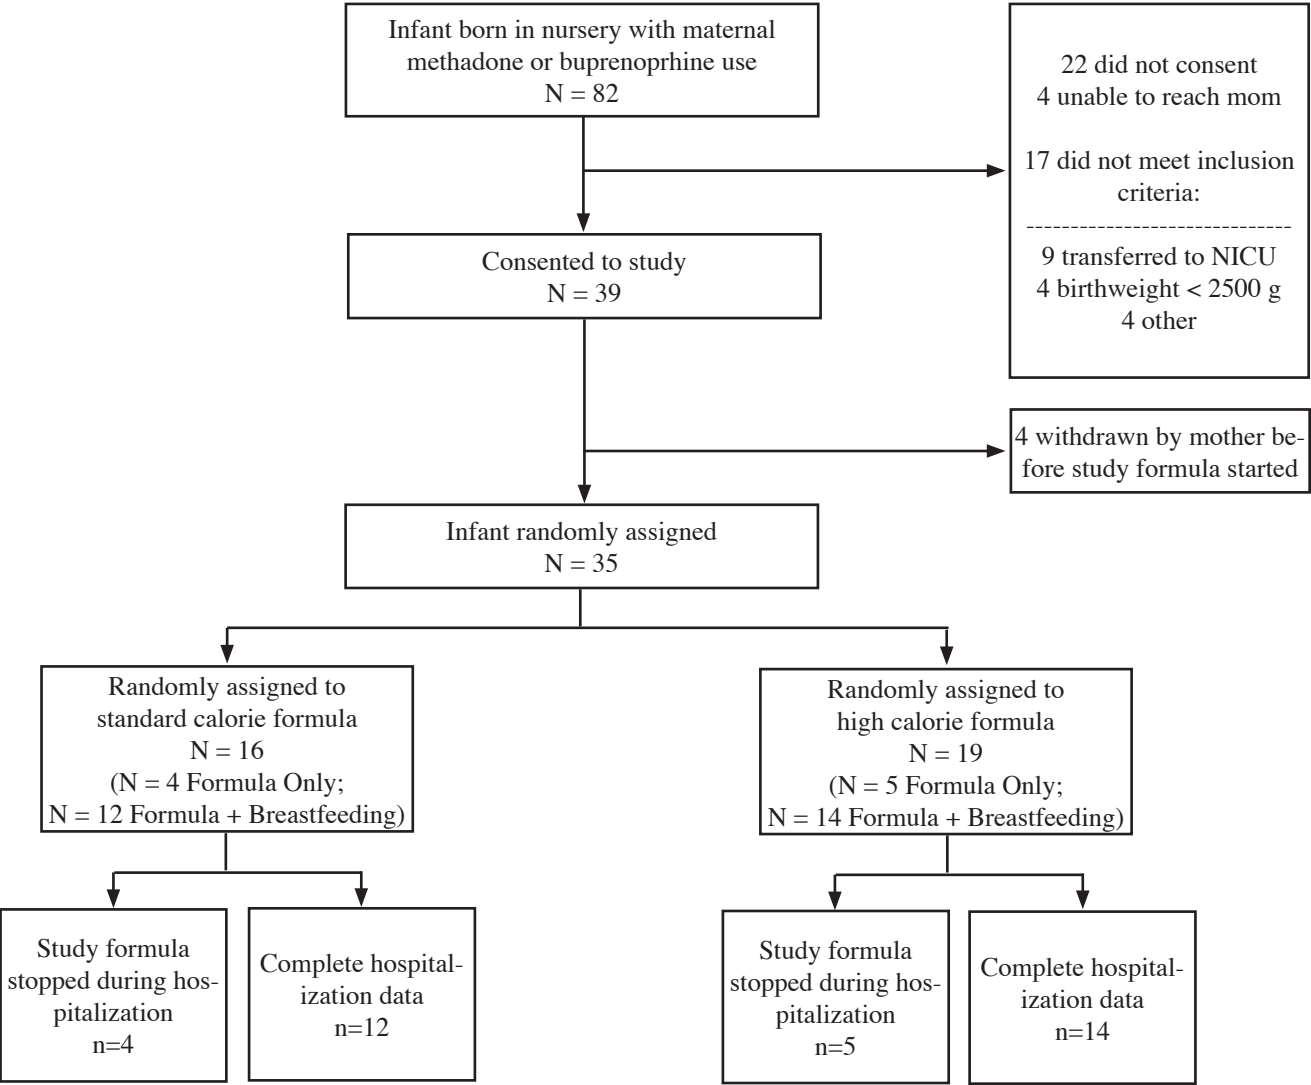 Infant born in nursery with maternal
methadone or buprenoprhine use
N = 82
22 did not consent
4 unable to reach mom
17 did not meet inclusion
criteria:
------------------------------
9 transferred to NICU
4 birthweight < 2500 g
4 other
Consented to study
N = 39
4 withdrawn by mother be-
fore study formula started
Infant randomly assigned
N = 35
Randomly assigned to
standard calorie formula
N = 16
(N = 4 Formula Only;
N = 12 Formula + Breastfeeding)
Randomly assigned to
high calorie formula
N = 19
(N = 5 Formula Only;
N = 14 Formula + Breastfeeding)
Study formula
stopped during hos-
pitalization
n=4
Complete hospital-
ization data
n=12
Study formula
stopped during hos-
pitalization
n=5
Complete hospital-
ization data
n=14